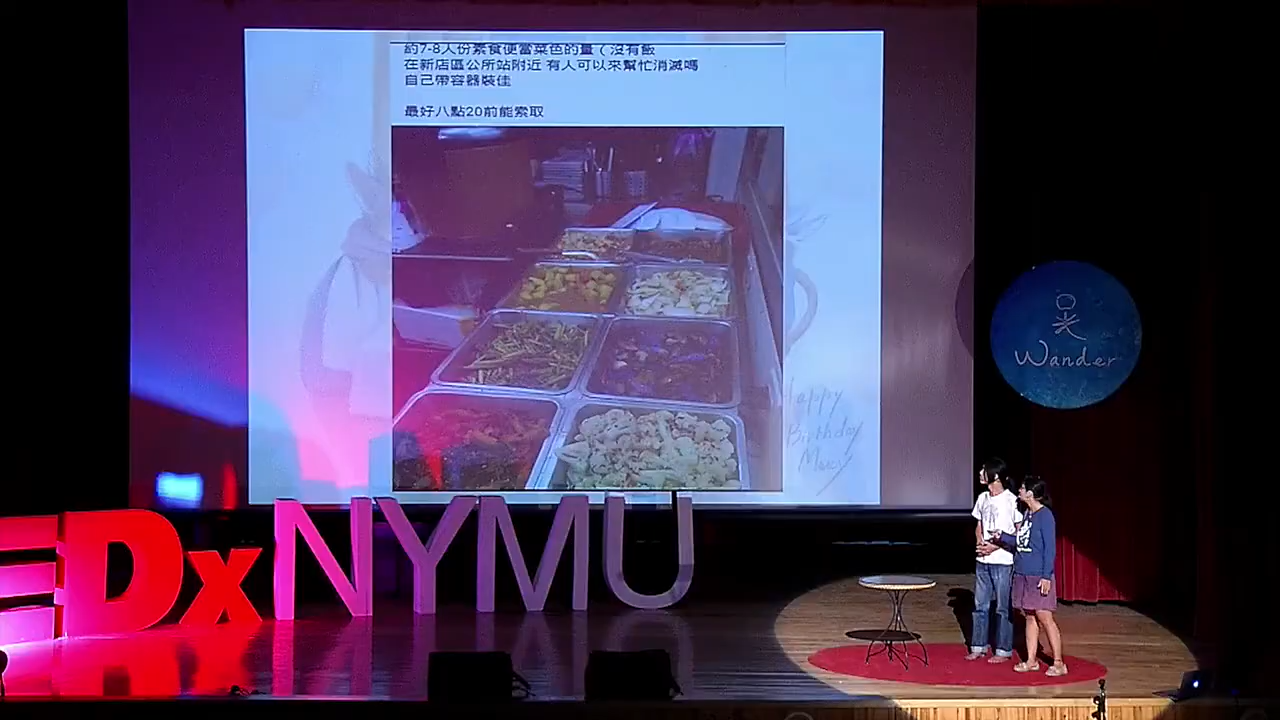 約7-8人份素食便當菜色的量（沒有飯
在新店區公所站附近 有人可以來幫忙消滅嗎
自己帶容器裝佳
最好八點20前能索取
Happy
Birthday
Wander
EDxNYMU